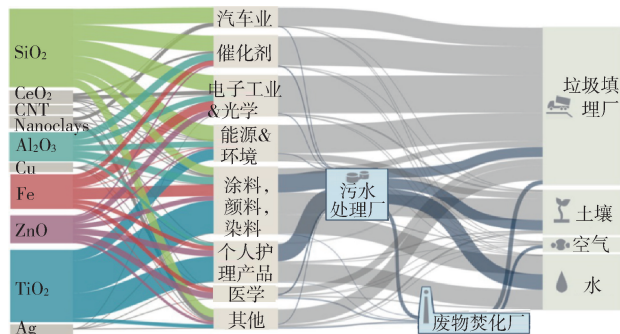 SiO₂
CeO₂
CNT
Nanoclays
Al₂O₃
Cu
Fe
ZnO
TiO₂
Ag
汽车业
催化剂
电子工业
&光学
能源&
环境
涂料，
颜料，
染料
个人护
理产品
医学
其他
污水
处理厂
废物焚化厂
垃圾填
埋厂
土壤
空气
水